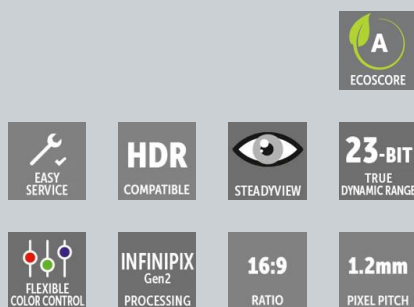 A
ECOSCORE
EASY
SERVICE
HDR
COMPATIBLE
STEADYVIEW
23-BIT
TRUE
DYNAMIC RANGE
FLEXIBLE
COLOR CONTROL
INFINIPIX
Gen2
PROCESSING
16:9
RATIO
1.2mm
PIXEL PITCH